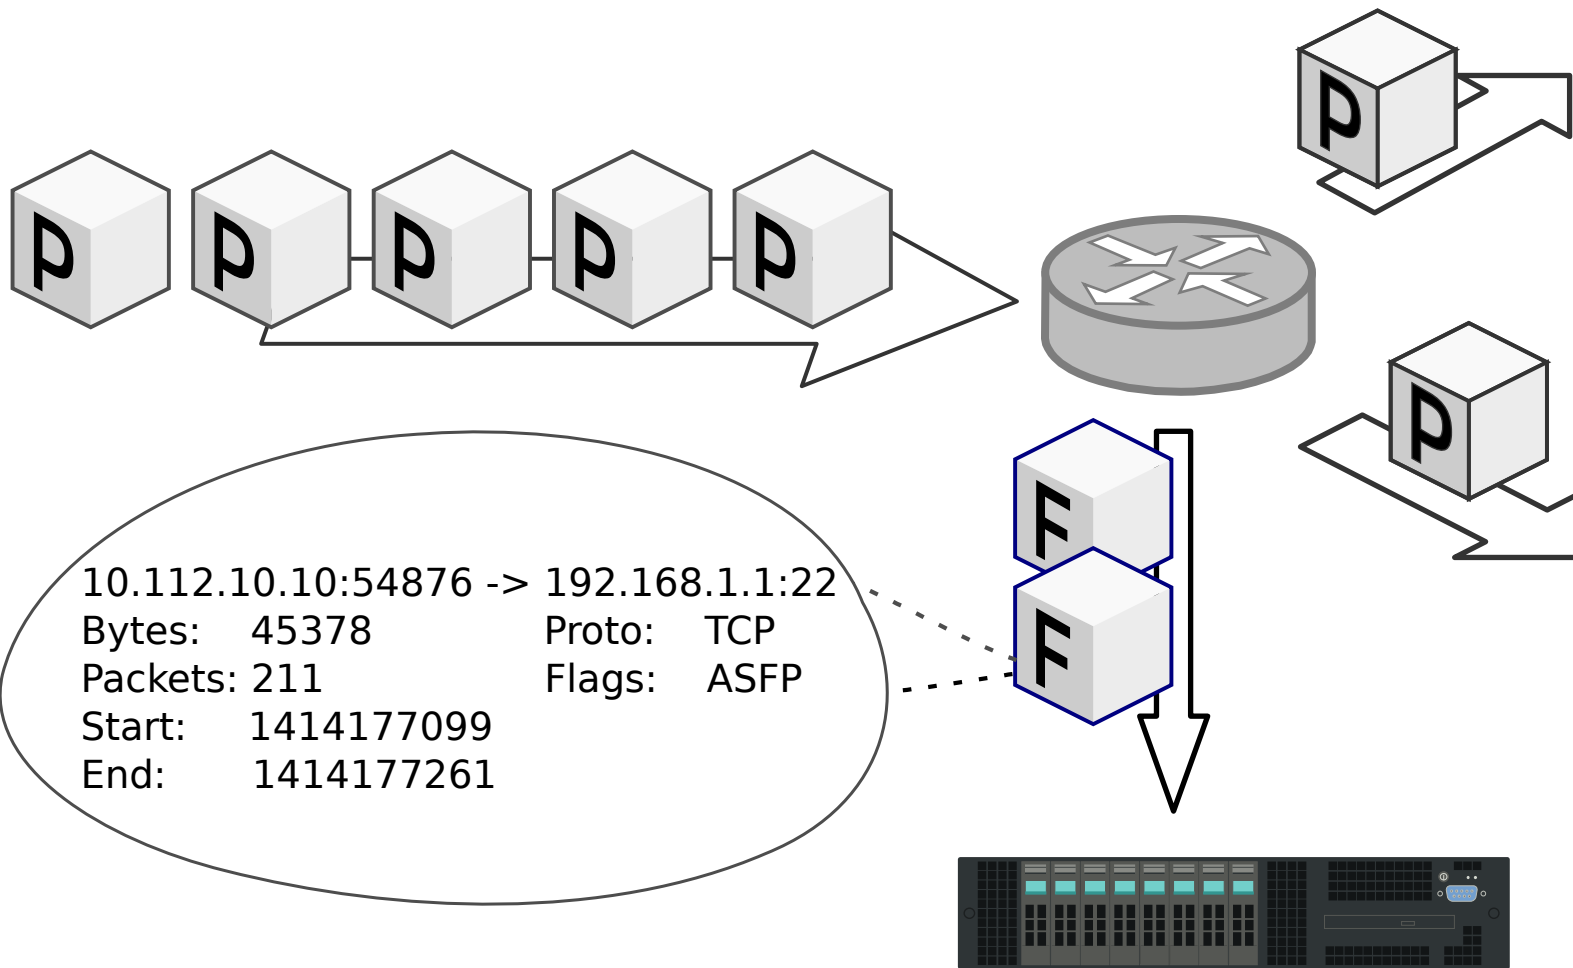 P P P P P
P
P
F
F
10.112.10.10:54876 -> 192.168.1.1:22
Bytes: 45378 Proto: TCP
Packets: 211 Flags: ASFP
Start: 1414177099
End: 1414177261